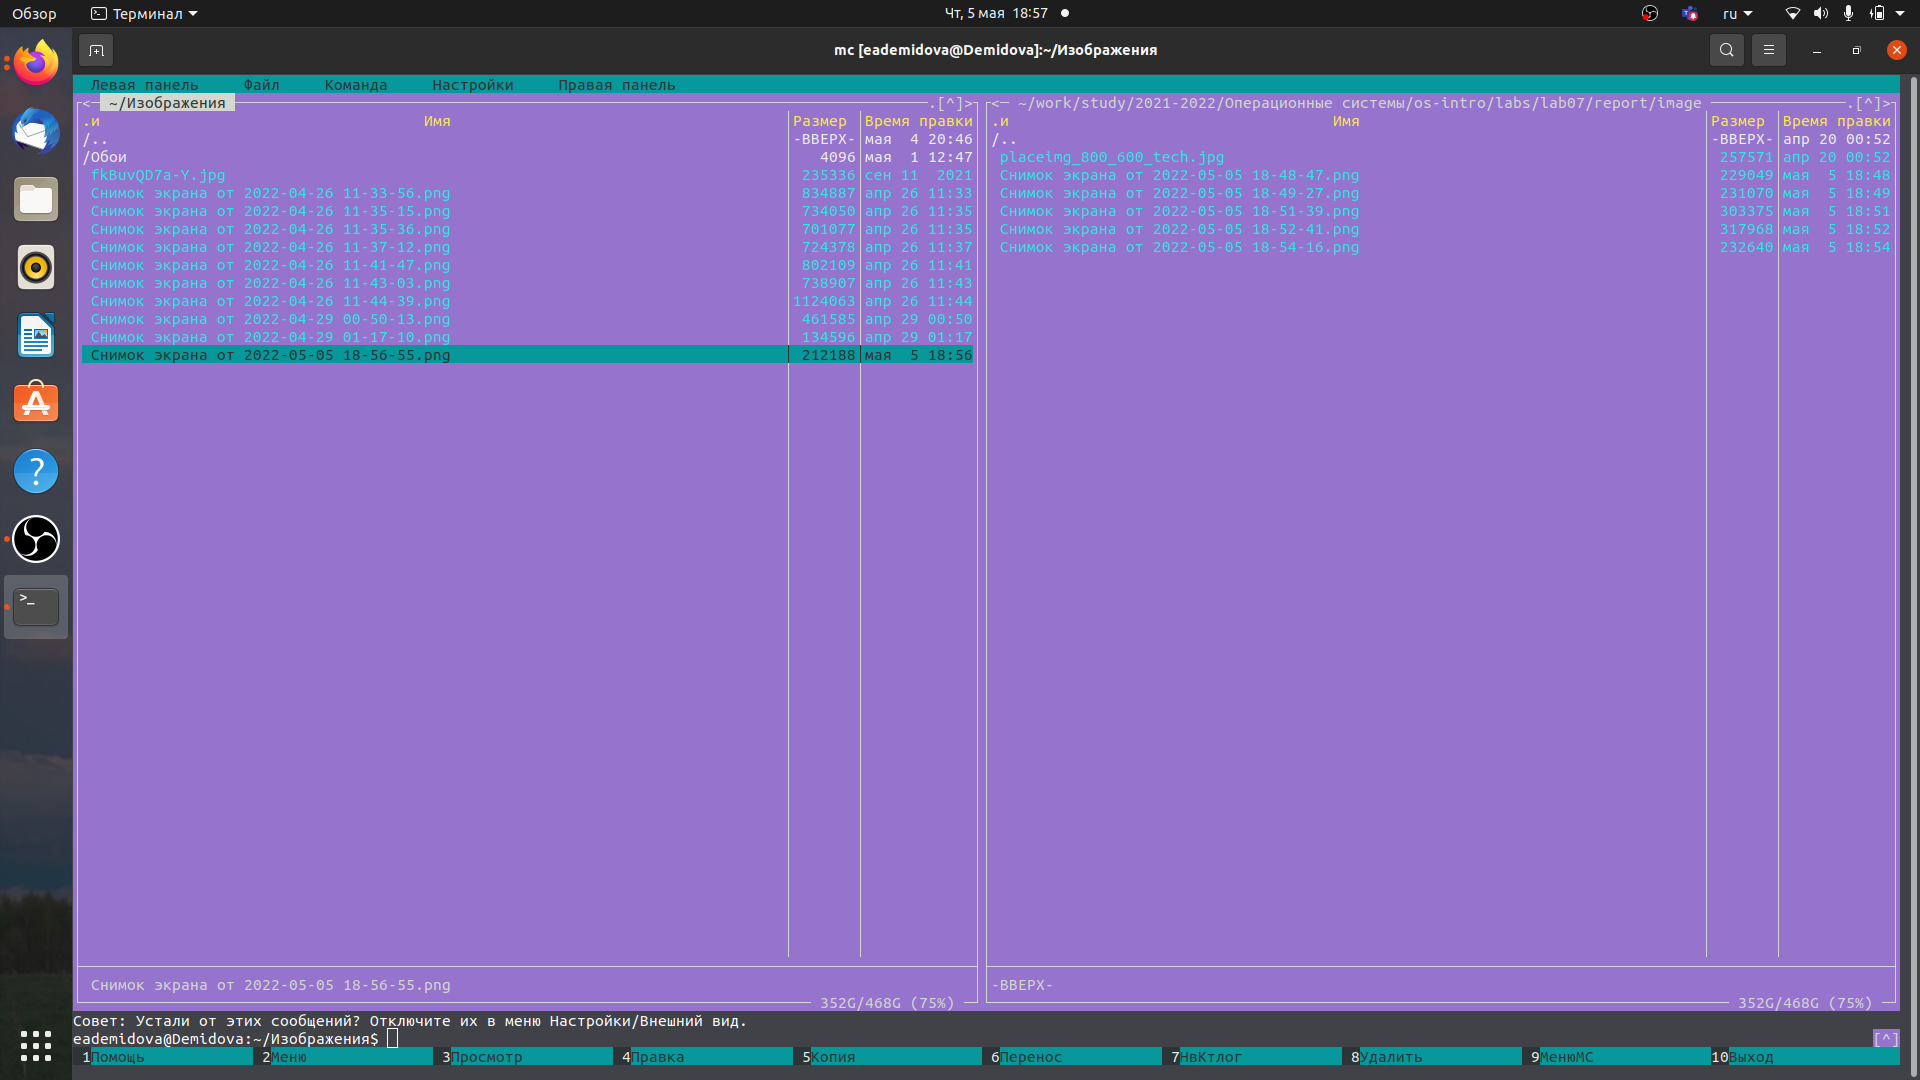 Обзор Терминал Чт, 5 мая 18:57 ru
mc [eademidova@Demidova]:~/Изображения
Левая панель Файл Команда Настройки Правая панель
<─ ~/Изображения .[^]> <─ ~/work/study/2021-2022/Операционные системы/os-intro/labs/lab07/report/image .[^]>
.и Имя Размер Время правки .и Имя Размер Время правки
/.. -ВВЕРХ- мая 4 20:46 /.. -ВВЕРХ- апр 20 00:52
/Обои 4096 мая 1 12:47 placeimg_800_600_tech.jpg 257571 апр 20 00:52
fkBuvQD7a-Y.jpg 235336 сен 11 2021 Снимок экрана от 2022-05-05 18-48-47.png 229049 мая 5 18:48
Снимок экрана от 2022-04-26 11-33-56.png 834887 апр 26 11:33 Снимок экрана от 2022-05-05 18-49-27.png 231070 мая 5 18:49
Снимок экрана от 2022-04-26 11-35-15.png 734050 апр 26 11:35 Снимок экрана от 2022-05-05 18-51-39.png 303375 мая 5 18:51
Снимок экрана от 2022-04-26 11-35-36.png 701077 апр 26 11:35 Снимок экрана от 2022-05-05 18-52-41.png 317968 мая 5 18:52
Снимок экрана от 2022-04-26 11-37-12.png 724378 апр 26 11:37 Снимок экрана от 2022-05-05 18-54-16.png 232640 мая 5 18:54
Снимок экрана от 2022-04-26 11-41-47.png 802109 апр 26 11:41
Снимок экрана от 2022-04-26 11-43-03.png 738907 апр 26 11:43
Снимок экрана от 2022-04-26 11-44-39.png 1124063 апр 26 11:44
Снимок экрана от 2022-04-29 00-50-13.png 461585 апр 29 00:50
Снимок экрана от 2022-04-29 01-17-10.png 134596 апр 29 01:17
Снимок экрана от 2022-05-05 18-56-55.png 212188 мая 5 18:56
Снимок экрана от 2022-05-05 18-56-55.png -ВВЕРХ-
352G/468G (75%) 352G/468G (75%)
Совет: Устали от этих сообщений? Отключите их в меню Настройки/Внешний вид.
eademidova@Demidova:~/Изображения$ [^]
1Помощь 2Меню 3Просмотр 4Правка 5Копия 6Перенос 7НвКтлог 8Удалить 9МенюMC 10Выход